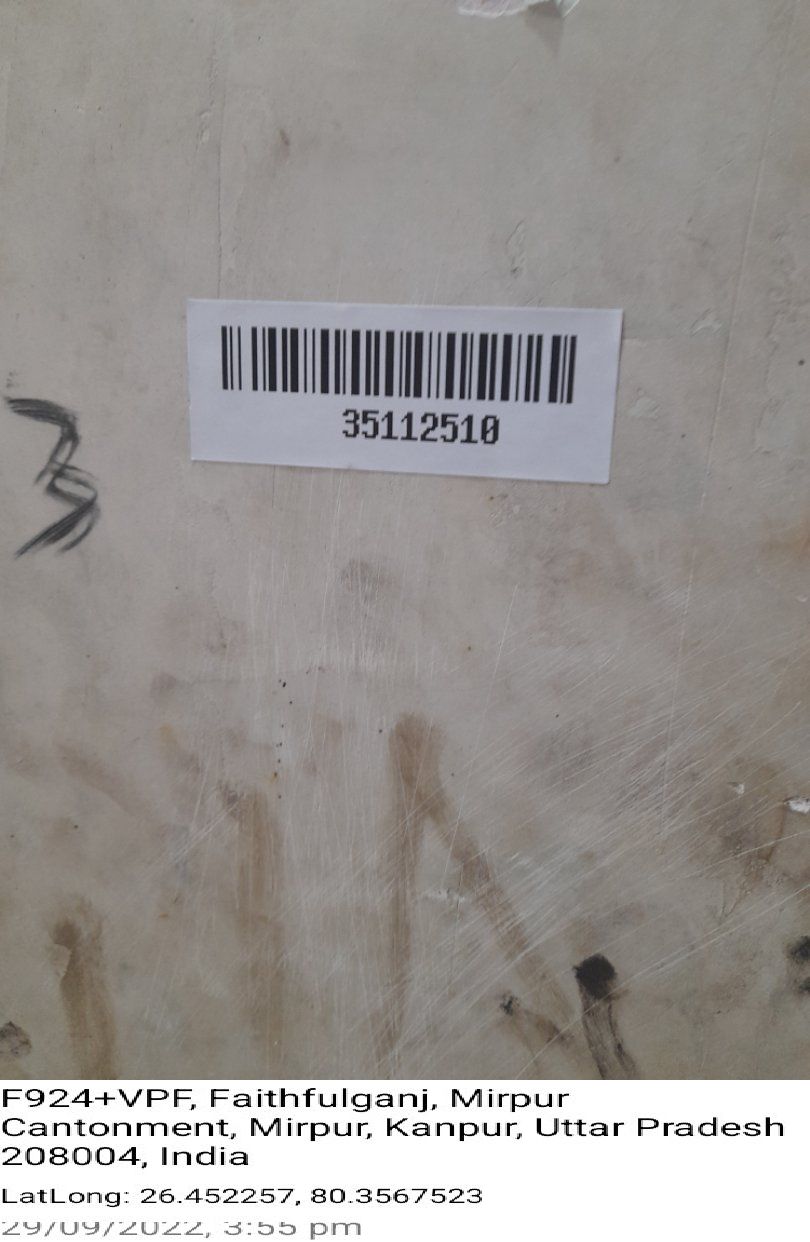 35112510
3
F924+VPF, Faithfulganj, Mirpur
Cantonment, Mirpur, Kanpur, Uttar Pradesh
208004, India
LatLong: 26.452257, 80.3567523
29/09/2022, 3:55 pm